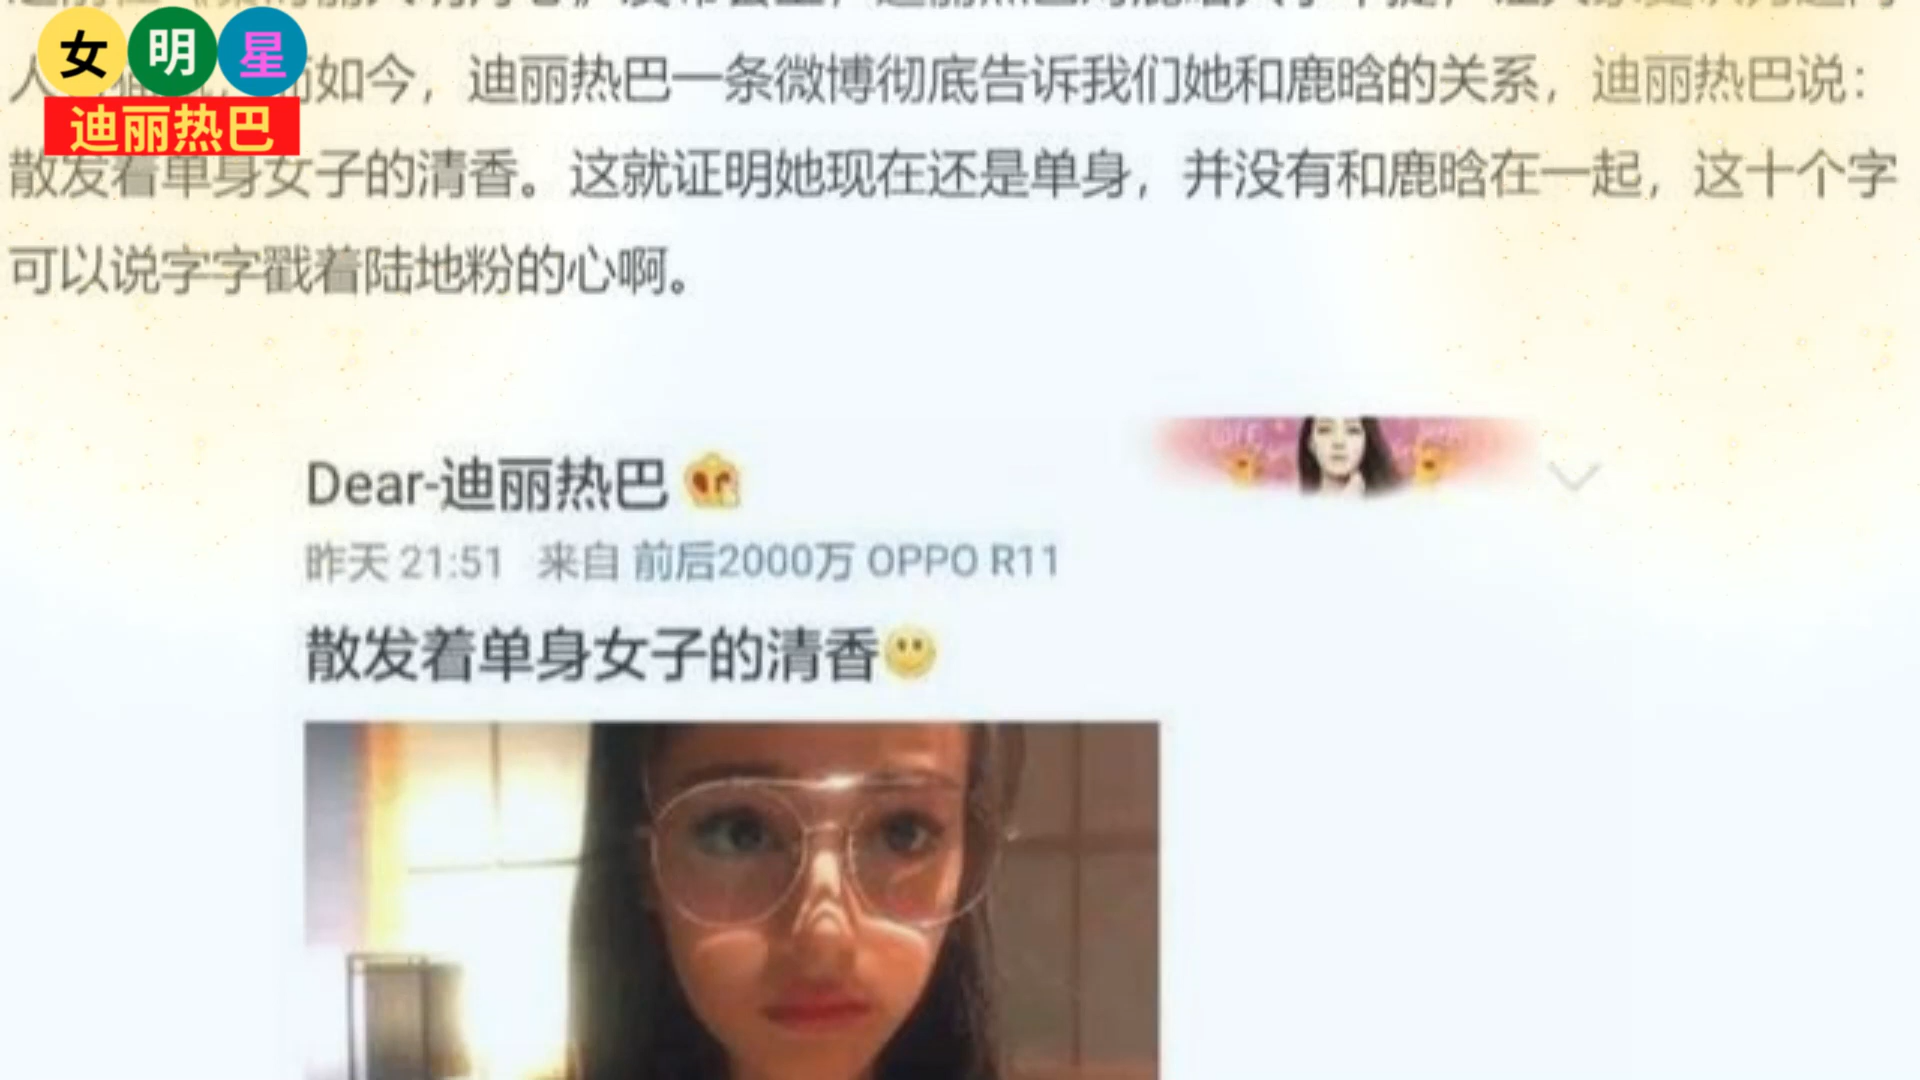 女明星
迪丽热巴
如今，迪丽热巴一条微博彻底告诉我们她和鹿晗的关系，迪丽热巴说：
散发着单身女子的清香。这就证明她现在还是单身，并没有和鹿晗在一起，这十个字
可以说字字戳着陆地粉的心啊。
Dear-迪丽热巴
昨天 21:51 来自 前后2000万 OPPO R11
散发着单身女子的清香